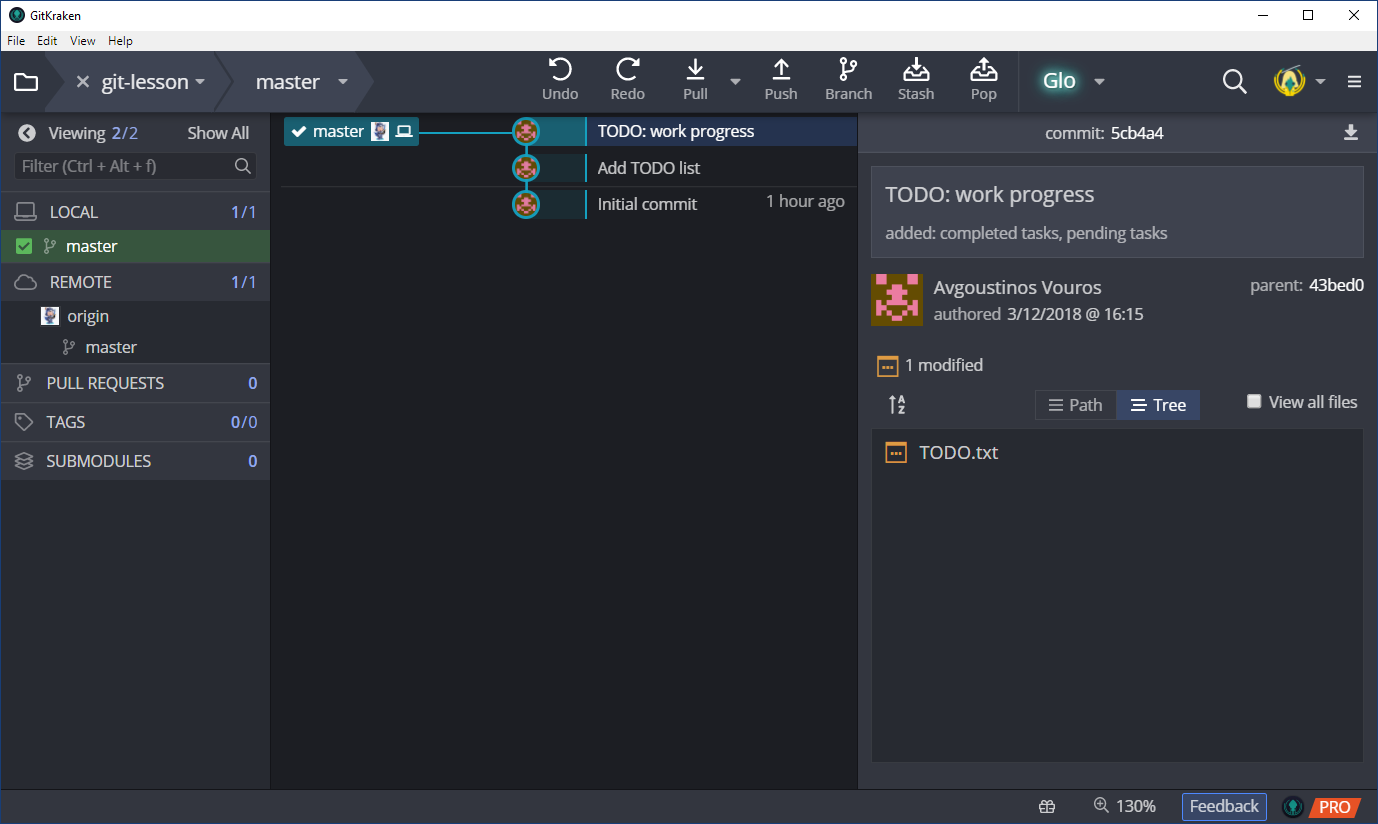 GitKraken
File Edit View Help
git-lesson master Undo Redo Pull Push Branch Stash Pop Glo
Viewing 2/2 Show All
Filter (Ctrl + Alt + f)
LOCAL 1/1
master
REMOTE 1/1
origin
master
PULL REQUESTS 0
TAGS 0/0
SUBMODULES 0
master TODO: work progress
Add TODO list
Initial commit 1 hour ago
commit: 5cb4a4
TODO: work progress
added: completed tasks, pending tasks
Avgoustinos Vouros parent: 43bed0
authored 3/12/2018 @ 16:15
1 modified
A Z Path Tree View all files
TODO.txt
130% Feedback PRO